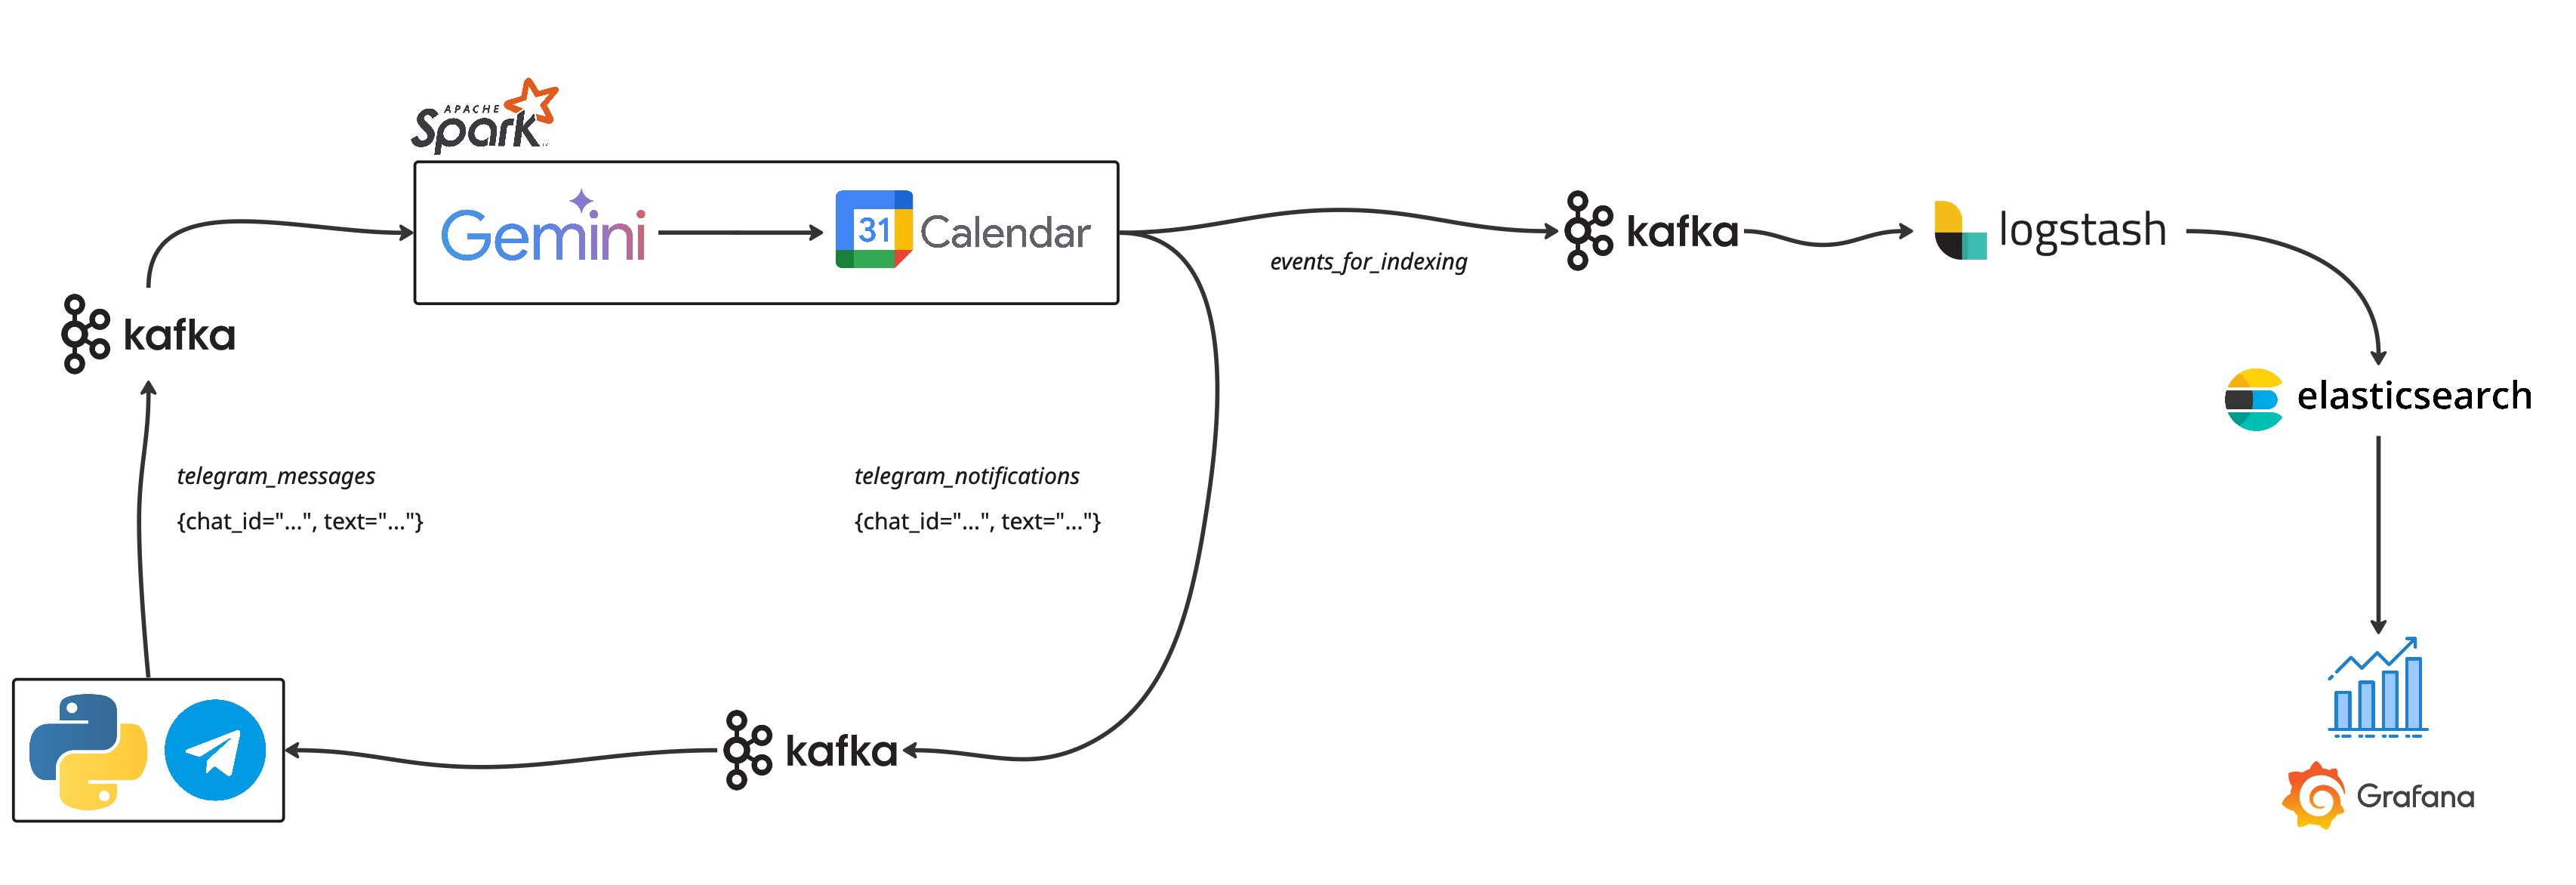 APACHE
Spark
Gemini
31
Calendar
kafka
events_for_indexing
kafka
logstash
elasticsearch
telegram_messages
{chat_id="...", text="..."}
telegram_notifications
{chat_id="...", text="..."}
kafka
Grafana